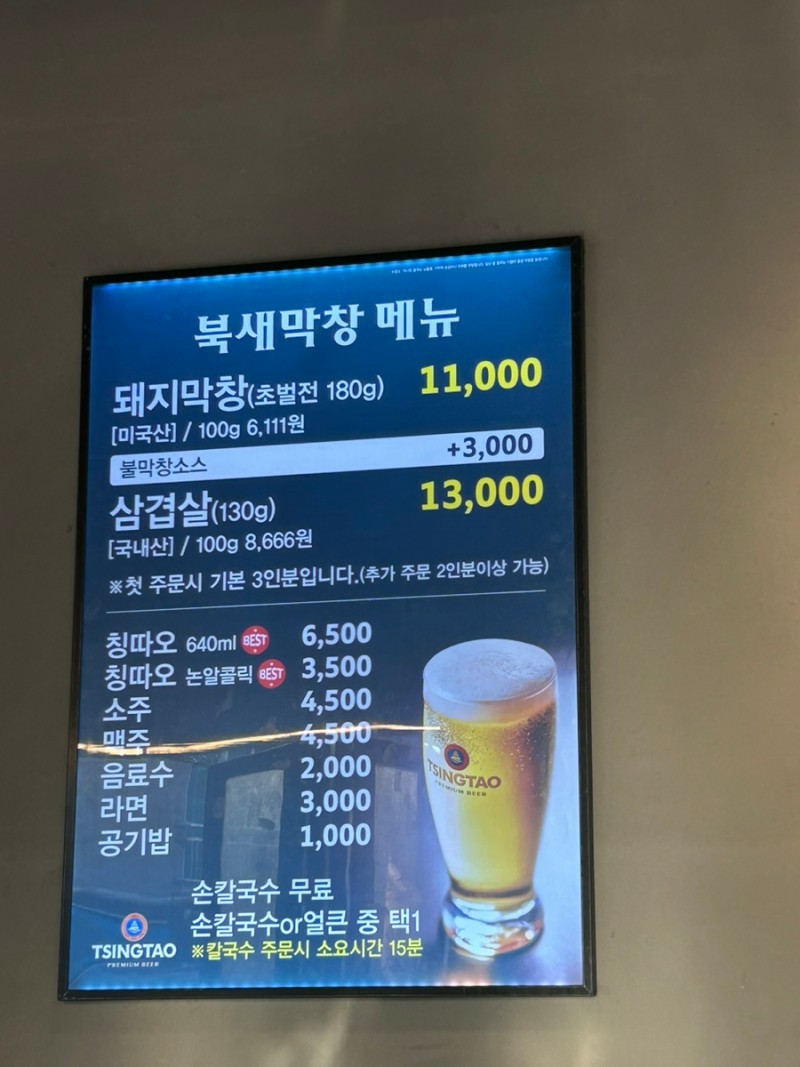 북새막창 메뉴
돼지막창(초벌전 180g) 11,000
[미국산] / 100g 6,111원
불막창소스 +3,000
삼겹살(130g) 13,000
[국내산] / 100g 8,666원
※첫 주문시 기본 3인분입니다.(추가 주문 2인분이상 가능)
칭따오 640ml BEST 6,500
칭따오 논알콜릭 BEST 3,500
소주 4,500
맥주 4,500
음료수 2,000
라면 3,000
공기밥 1,000
TSINGTAO
PREMIUM BEER
손칼국수 무료
손칼국수or얼큰 중 택1
※칼국수 주문시 소요시간 15분
TSINGTAO
PREMIUM BEER